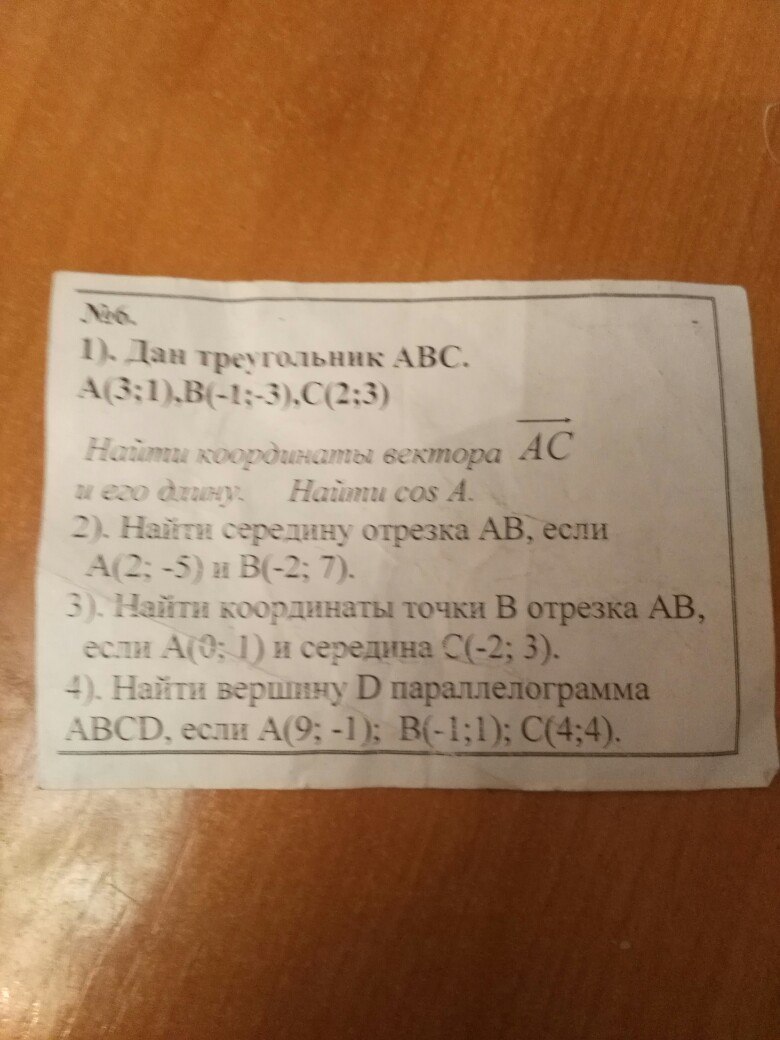 №6.
1). Дан треугольник АВС.
А(3;1),В(-1;-3),С(2;3)
Найти координаты вектора AC
и его длину. Найти cos A.
2). Найти середину отрезка АВ, если
А(2; -5) и В(-2; 7).
3). Найти координаты точки В отрезка АВ,
если А(0; 1) и середина С(-2; 3).
4). Найти вершину D параллелограмма
ABCD, если А(9; -1); В(-1;1); С(4;4).